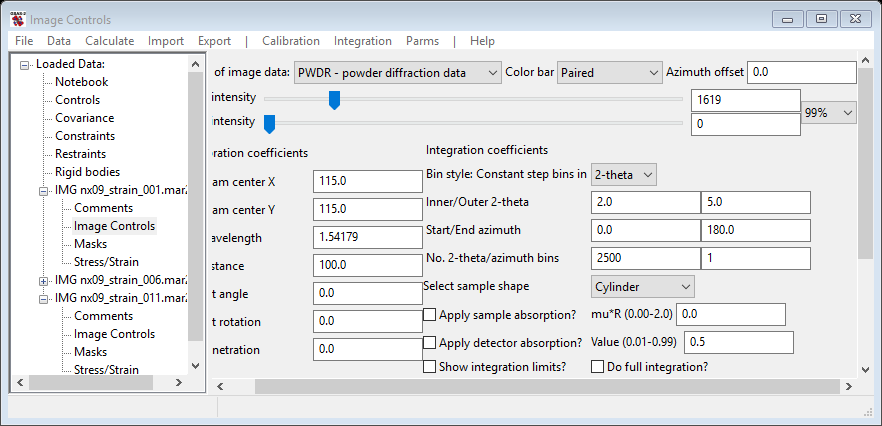 Image Controls
File Data Calculate Import Export | Calibration Integration Parms | Help
Loaded Data:
Notebook
Controls
Covariance
Constraints
Restraints
Rigid bodies
IMG nx09_strain_001.mar2
Comments
Image Controls
Masks
Stress/Strain
IMG nx09_strain_006.mar2
IMG nx09_strain_011.mar2
Comments
Image Controls
Masks
Stress/Strain
of image data: PWDR - powder diffraction data Color bar Paired Azimuth offset 0.0
intensity 1619
intensity 0
99%
ration coefficients
am center X 115.0
am center Y 115.0
avelength 1.54179
stance 100.0
t angle 0.0
t rotation 0.0
netration 0.0
Integration coefficients
Bin style: Constant step bins in 2-theta
Inner/Outer 2-theta 2.0 5.0
Start/End azimuth 0.0 180.0
No. 2-theta/azimuth bins 2500 1
Select sample shape Cylinder
Apply sample absorption? mu*R (0.00-2.0) 0.0
Apply detector absorption? Value (0.01-0.99) 0.5
Show integration limits? Do full integration?